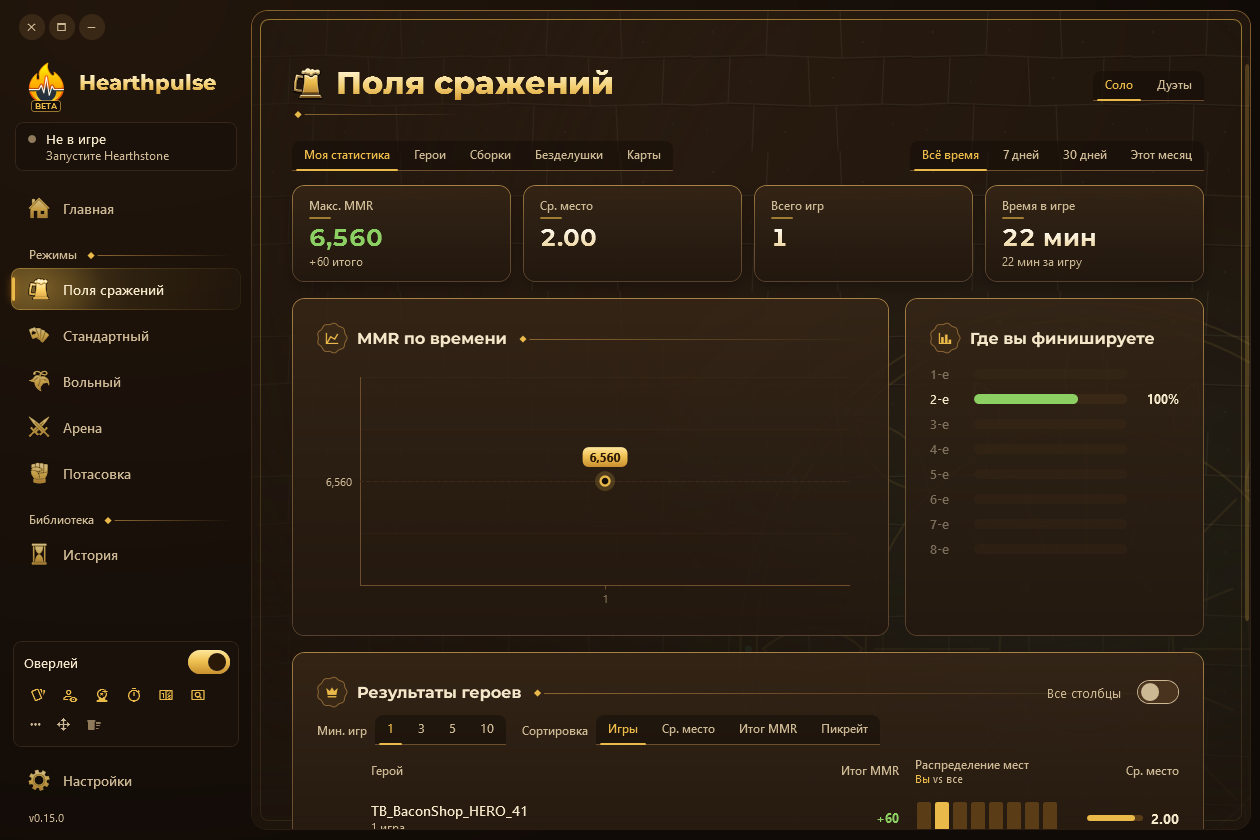 Hearthpulse
BETA
Не в игре
Запустите Hearthstone
Главная
Режимы
Поля сражений
Стандартный
Вольный
Арена
Потасовка
Библиотека
История
Оверлей
Настройки
v0.15.0
Поля сражений
Соло Дуэты
Моя статистика Герои Сборки Безделушки Карты
Всё время 7 дней 30 дней Этот месяц
Макс. MMR
6,560
+60 итого
Ср. место
2.00
Всего игр
1
Время в игре
22 мин
22 мин за игру
MMR по времени
6,560
6,560
1
Где вы финишируете
1-е
2-е 100%
3-е
4-е
5-е
6-е
7-е
8-е
Результаты героев
Все столбцы
Мин. игр 1 3 5 10 Сортировка Игры Ср. место Итог MMR Пикрейт
Герой Итог MMR Распределение мест Ср. место
Вы vs все
TB_BaconShop_HERO_41 +60 2.00
1 игра